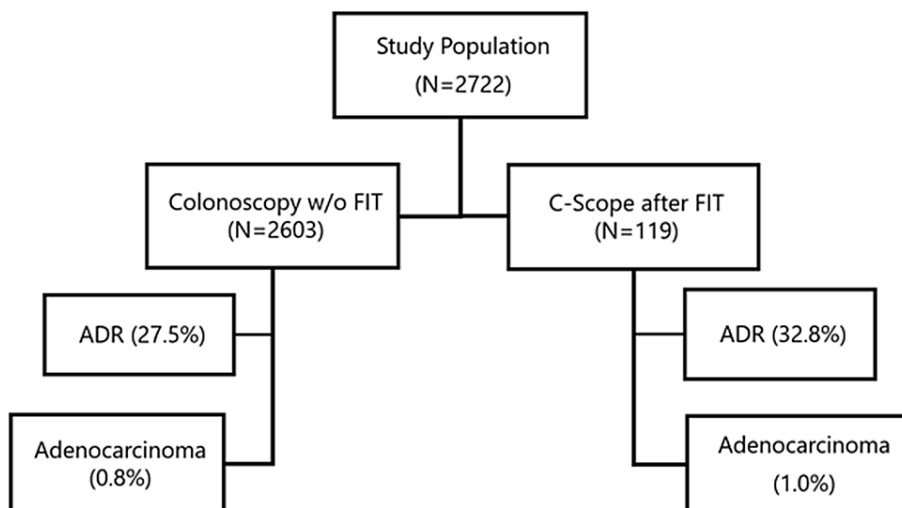 Study Population
(N=2722)
Colonoscopy w/o FIT
(N=2603)
C-Scope after FIT
(N=119)
ADR (27.5%)
ADR (32.8%)
Adenocarcinoma
(0.8%)
Adenocarcinoma
(1.0%)